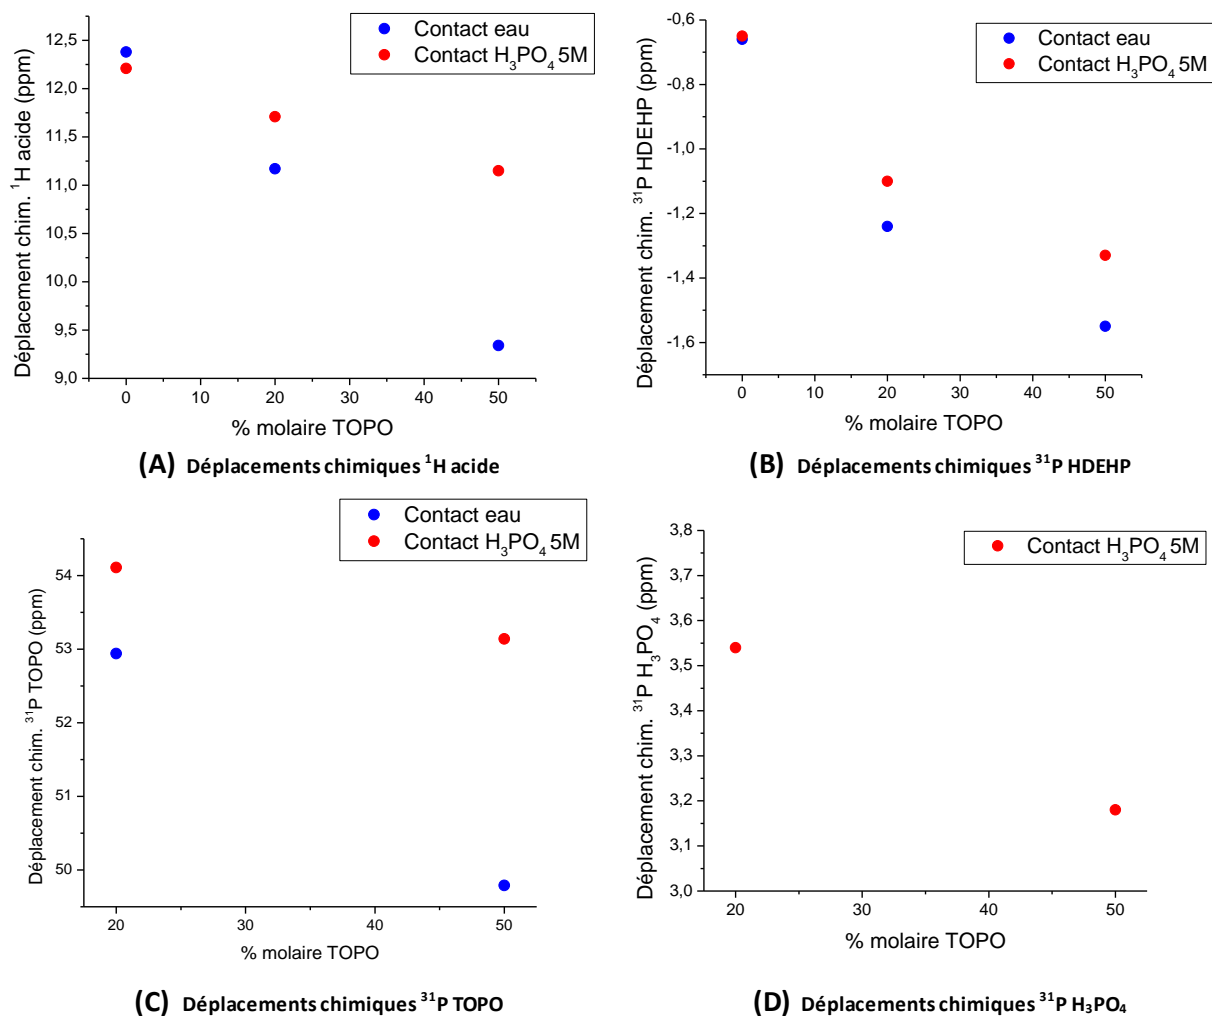 Contact eau
Contact H₃PO₄ 5M
Déplacement chim. ¹H acide (ppm)
12,5
12,0
11,5
11,0
10,5
10,0
9,5
9,0
0 10 20 30 40 50
% molaire TOPO
(A) Déplacements chimiques ¹H acide
Contact eau
Contact H₃PO₄ 5M
Déplacement chim. ³¹P HDEHP (ppm)
-0,6
-0,8
-1,0
-1,2
-1,4
-1,6
0 10 20 30 40 50
% molaire TOPO
(B) Déplacements chimiques ³¹P HDEHP
Contact eau
Contact H₃PO₄ 5M
Déplacement chim. ³¹P TOPO (ppm)
54
53
52
51
50
20 30 40 50
% molaire TOPO
(C) Déplacements chimiques ³¹P TOPO
Contact H₃PO₄ 5M
Déplacement chim. ³¹P H₃PO₄ (ppm)
3,8
3,7
3,6
3,5
3,4
3,3
3,2
3,1
3,0
20 30 40 50
% molaire TOPO
(D) Déplacements chimiques ³¹P H₃PO₄